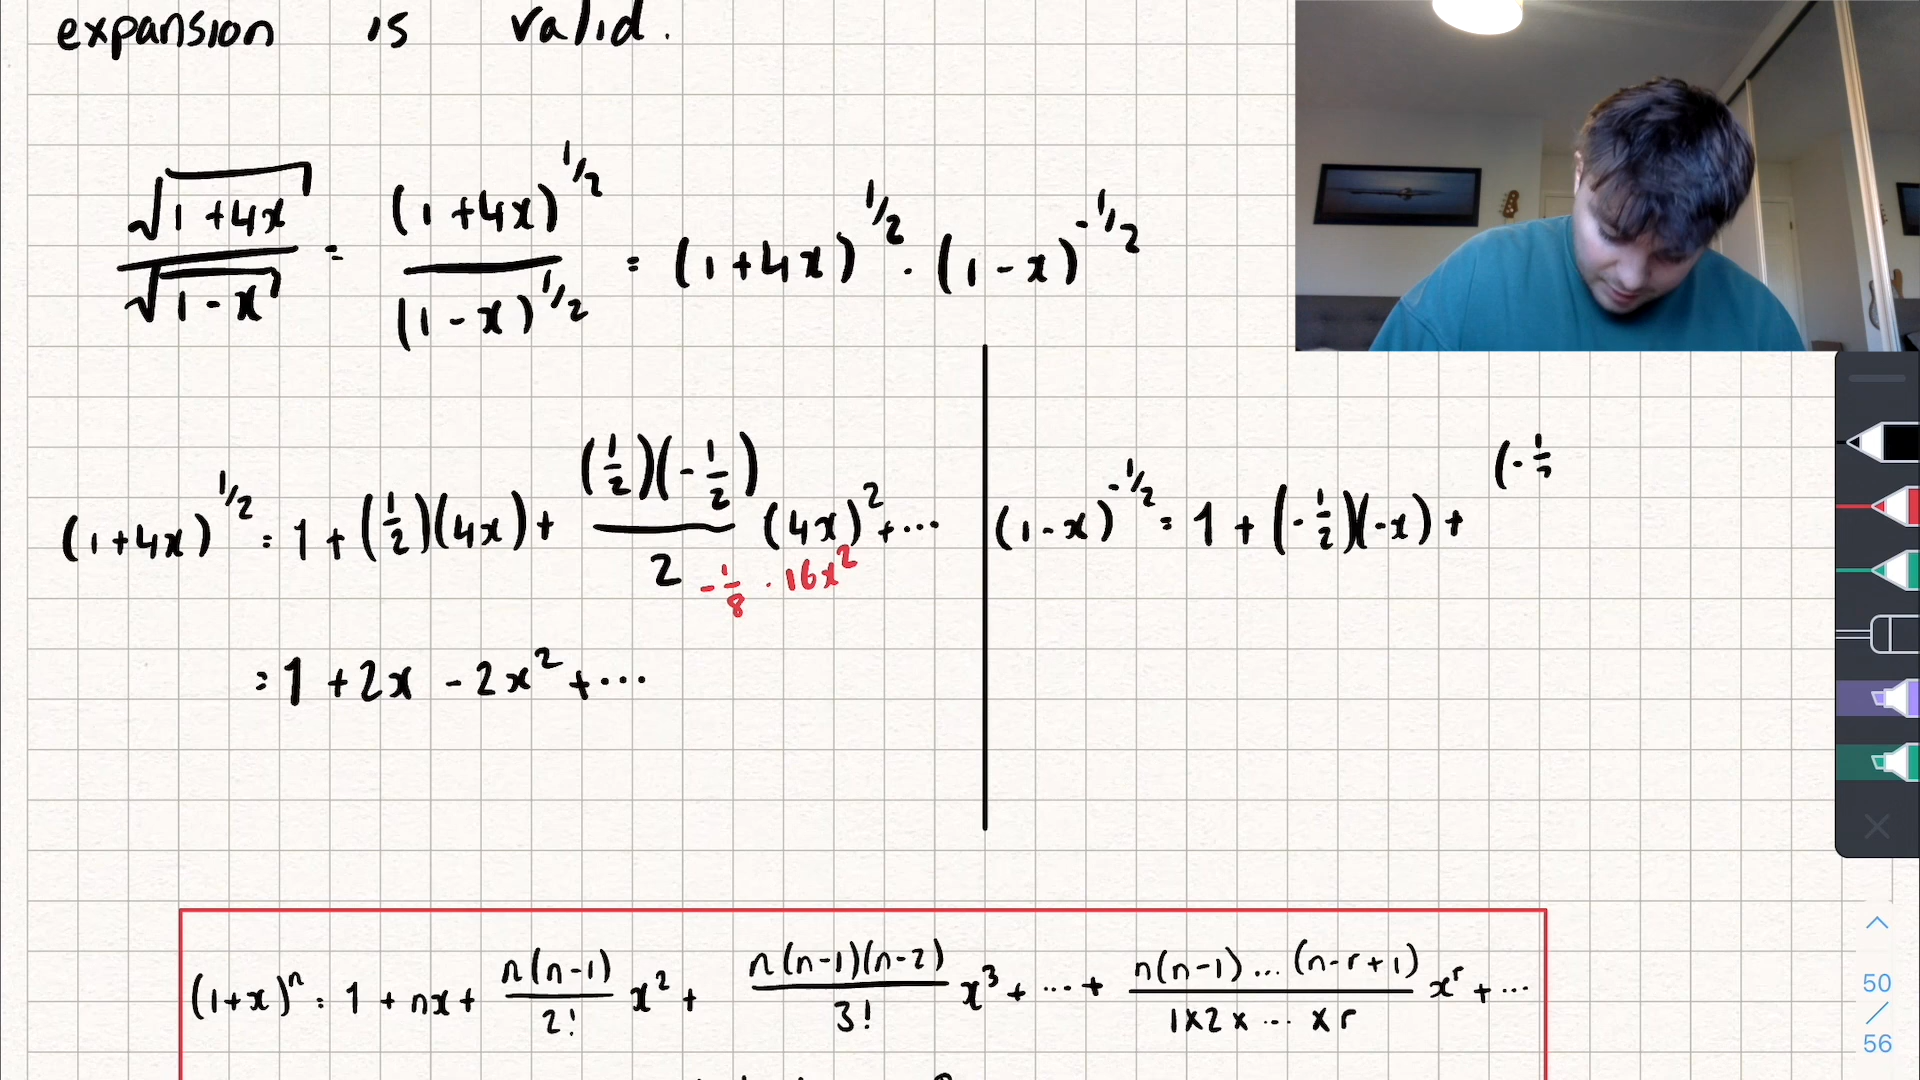 expansion is valid.
√(1+4x)/√(1-x) = (1+4x)^1/2/(1-x)^1/2 = (1+4x)^1/2 · (1-x)^-1/2
(1+4x)^1/2 = 1 + (1/2)(4x) + (1/2)(-1/2)/2 (4x)^2 + ...
-1/8 · 16x^2
= 1 + 2x - 2x^2 + ...
(1-x)^-1/2 = 1 + (-1/2)(-x) + (-1/2
(1+x)^n = 1 + nx + n(n-1)/2! x^2 + n(n-1)(n-2)/3! x^3 + ... + n(n-1)...(n-r+1)/1×2×...×r x^r + ...
50
/
56